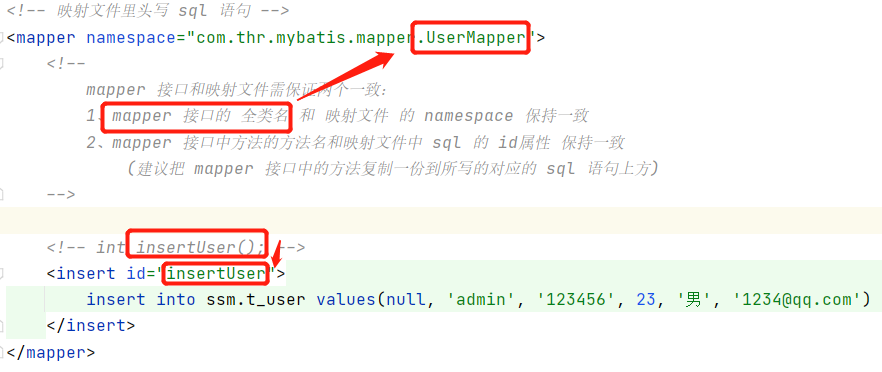 <!-- 映射文件里头写 sql 语句 -->
<mapper namespace="com.thr.mybatis.mapper.UserMapper">
<!--
mapper 接口和映射文件需保证两个一致：
1、mapper 接口的 全类名 和 映射文件 的 namespace 保持一致
2、mapper 接口中方法的方法名和映射文件中 sql 的 id属性 保持一致
(建议把 mapper 接口中的方法复制一份到所写的对应的 sql 语句上方)
-->
<!-- int insertUser(); -->
<insert id="insertUser">
insert into ssm.t_user values(null, 'admin', '123456', 23, '男', '1234@qq.com')
</insert>
</mapper>